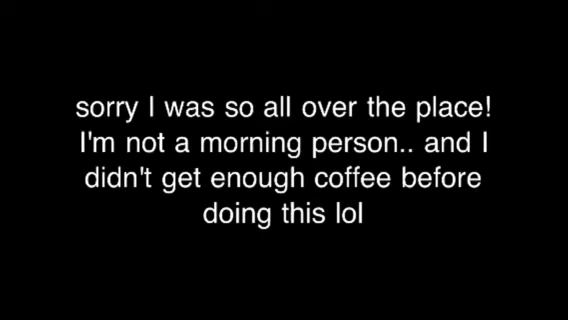 sorry I was so all over the place!
I'm not a morning person.. and I
didn't get enough coffee before
doing this lol